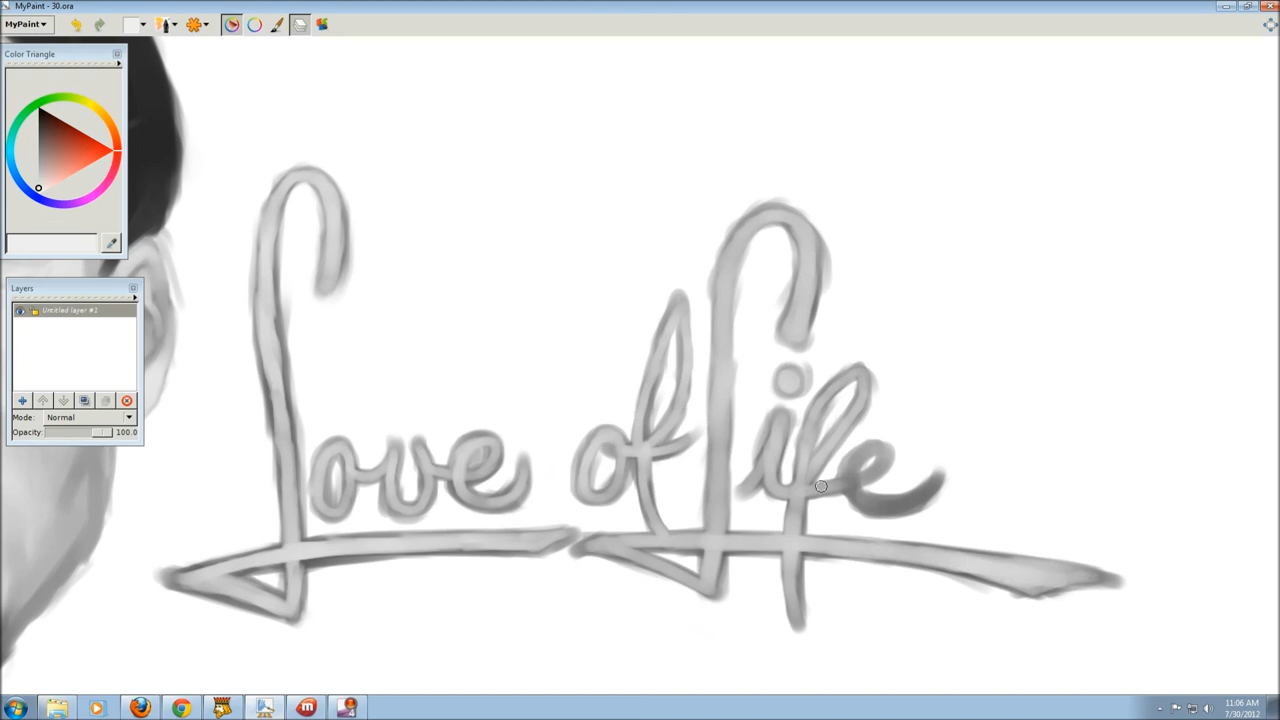 MyPaint - 30.ora
MyPaint
Color Triangle
Layers
Untitled layer #1
Mode: Normal
Opacity: 100.0
Love of Life
11:06 AM
7/30/2012